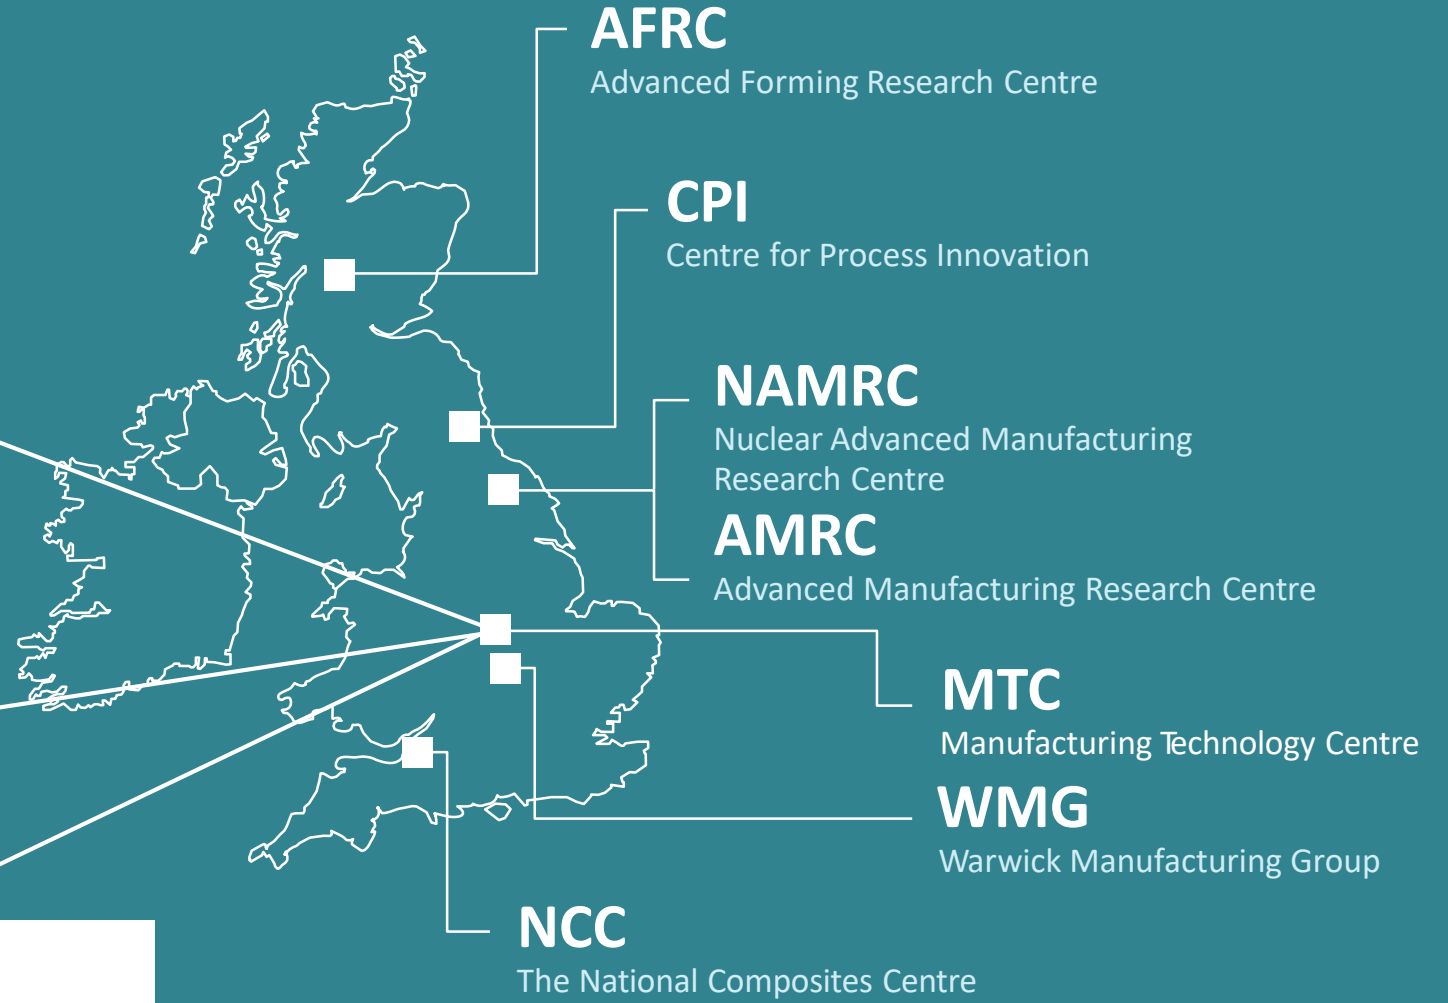 AFRC
Advanced Forming Research Centre
CPI
Centre for Process Innovation
NAMRC
Nuclear Advanced Manufacturing
Research Centre
AMRC
Advanced Manufacturing Research Centre
MTC
Manufacturing Technology Centre
WMG
Warwick Manufacturing Group
NCC
The National Composites Centre